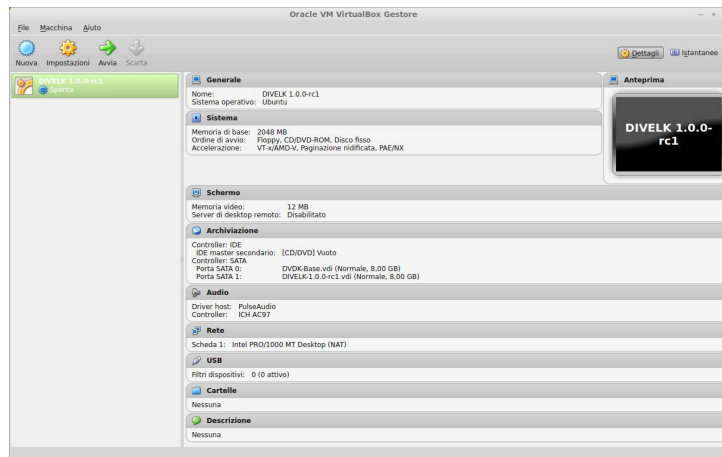 Oracle VM VirtualBox Gestore
File Macchina Aiuto
Nuova Impostazioni Avvia Scarta
Dettagli Istantanee
DIVELK 1.0.0-rc1
Spenta
Generale
Nome: DIVELK 1.0.0-rc1
Sistema operativo: Ubuntu
Anteprima
DIVELK 1.0.0-
rc1
Sistema
Memoria di base: 2048 MB
Ordine di avvio: Floppy, CD/DVD-ROM, Disco fisso
Accelerazione: VT-x/AMD-V, Paginazione nidificata, PAE/NX
Schermo
Memoria video: 12 MB
Server di desktop remoto: Disabilitato
Archiviazione
Controller: IDE
IDE master secondario: [CD/DVD] Vuoto
Controller: SATA
Porta SATA 0: DVDK-Base.vdi (Normale, 8,00 GB)
Porta SATA 1: DIVELK-1.0.0-rc1.vdi (Normale, 8,00 GB)
Audio
Driver host: PulseAudio
Controller: ICH AC97
Rete
Scheda 1: Intel PRO/1000 MT Desktop (NAT)
USB
Filtri dispositivi: 0 (0 attivo)
Cartelle
Nessuna
Descrizione
Nessuna